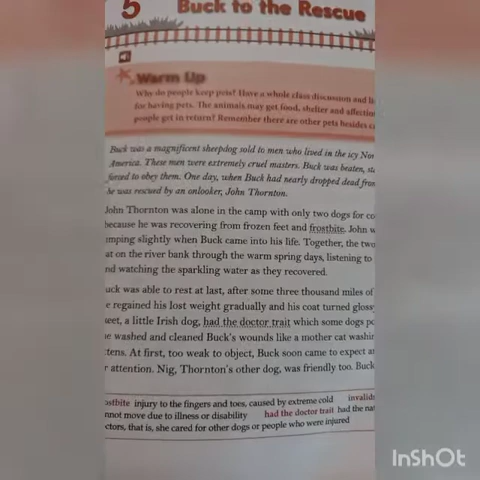 5 Buck to the Rescue
Warm Up
Why do people keep pets? Have a whole class discussion and
for having pets. The animals may get food, shelter and
people get in return? Remember there are other pets besides
Buck was a magnificent sheepdog sold to men who lived in the icy
America. These men were extremely cruel masters. Buck was beaten,
forced to obey them. One day, when Buck had nearly dropped dead
he was rescued by an onlooker, John Thornton.
John Thornton was alone in the camp with only two dogs for
because he was recovering from frozen feet and frostbite. John
mping slightly when Buck came into his life. Together, the two
at on the river bank through the warm spring days, listening to
nd watching the sparkling water as they recovered.
uck was able to rest at last, after some three thousand miles of
e regained his lost weight gradually and his coat turned glossy
eet, a little Irish dog, had the doctor trait which some dogs
e washed and cleaned Buck's wounds like a mother cat
tens. At first, too weak to object, Buck soon came to expect
r attention. Nig, Thornton's other dog, was friendly too. Buck
ostbite injury to the fingers and toes, caused by extreme cold invalids
nnot move due to illness or disability had the doctor trait had the
ctors, that is, she cared for other dogs or people who were injured
InShOt